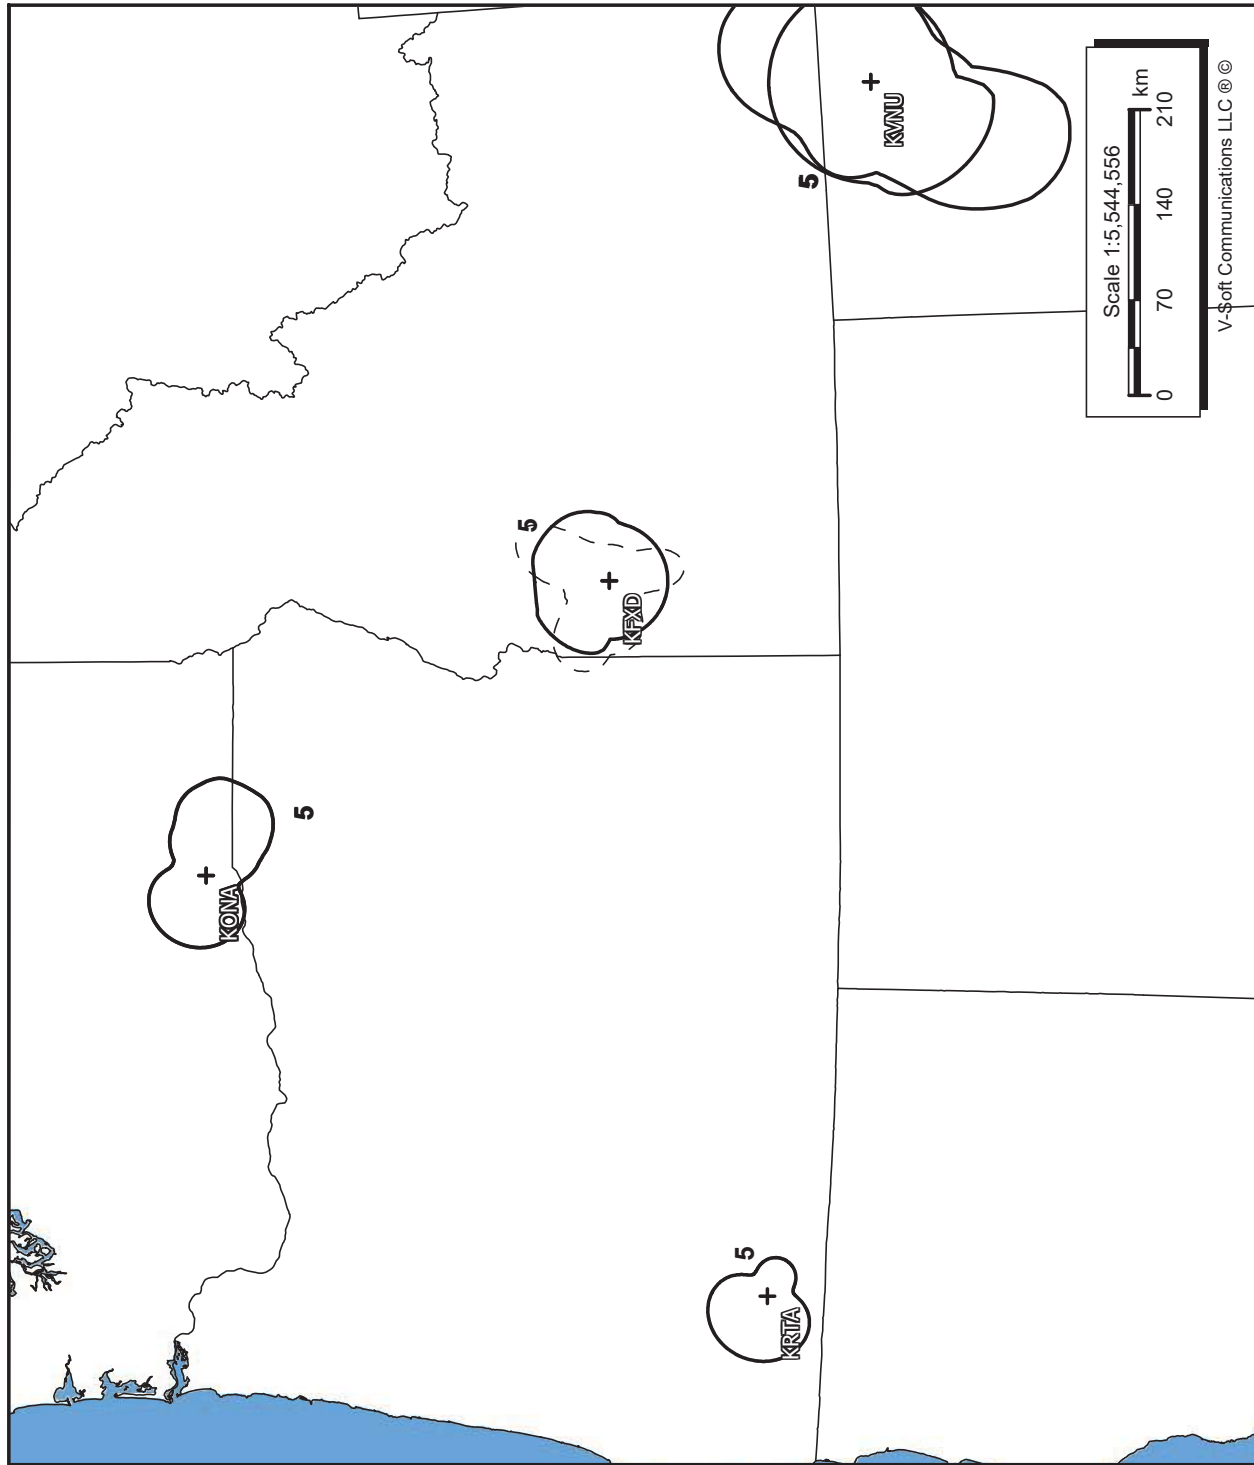 KONA
5
KFXD
5
KRTA
5
KVNU
5
Scale 1:5,544,556
0 70 140 210
km
V-Soft Communications LLC ® ©